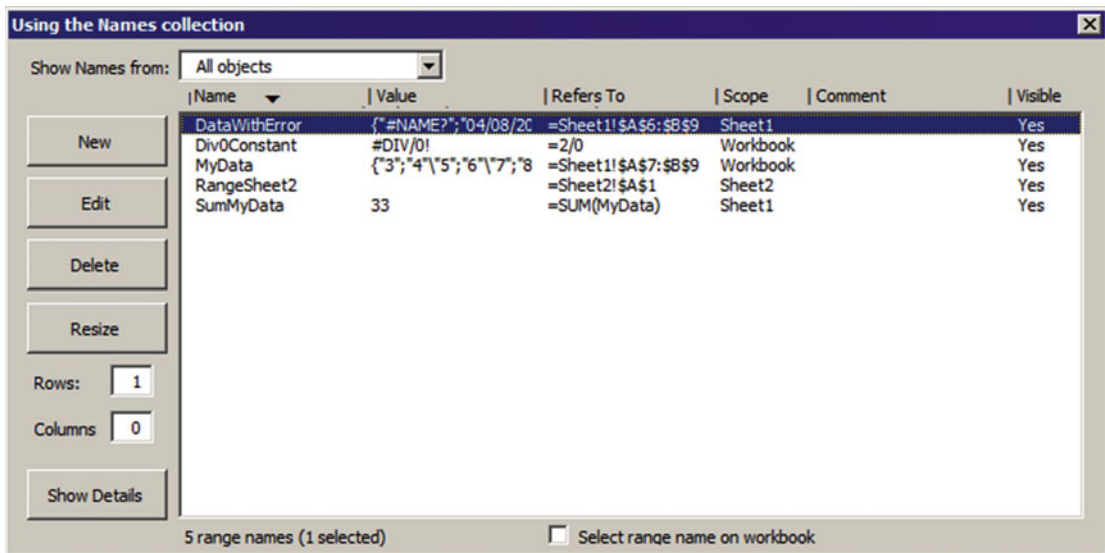 Using the Names collection
Show Names from: All objects
Name Value Refers To Scope Comment Visible
DataWithError {"#NAME?";"04/08/20 =Sheet1!$A$6:$B$9 Sheet1 Yes
Div0Constant #DIV/0! =2/0 Workbook Yes
MyData {"3";"4"\"5";"6"\"7";"8 =Sheet1!$A$7:$B$9 Workbook Yes
RangeSheet2 =Sheet2!$A$1 Sheet2 Yes
SumMyData 33 =SUM(MyData) Sheet1 Yes
New
Edit
Delete
Resize
Rows: 1
Columns 0
Show Details
5 range names (1 selected) Select range name on workbook